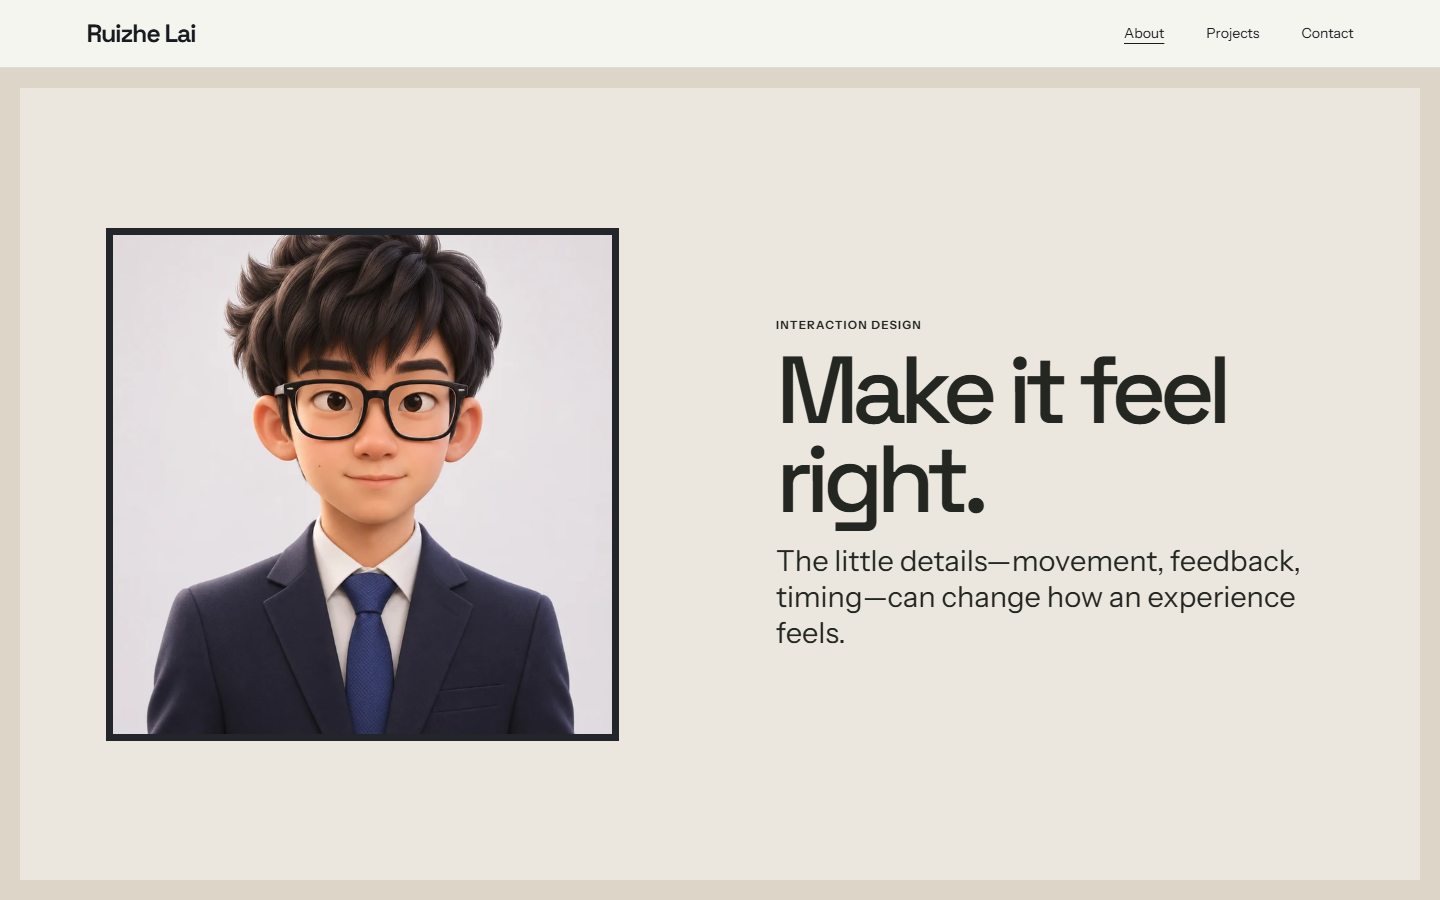 Ruizhe Lai
About
Projects
Contact
INTERACTION DESIGN
Make it feel
right.
The little details—movement, feedback,
timing—can change how an experience
feels.